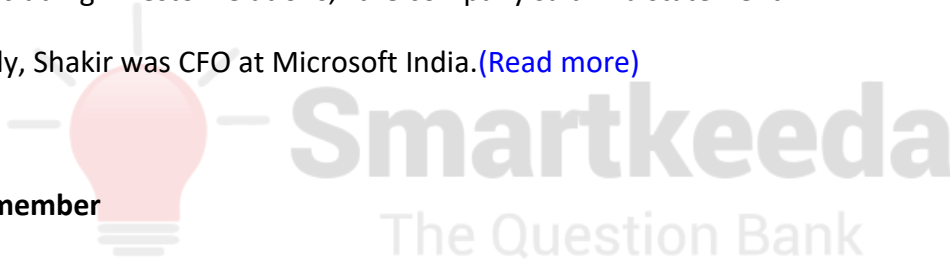 ly, Shakir was CFO at Microsoft India.(Read more)
Smartkeeda
member
The Question Bank